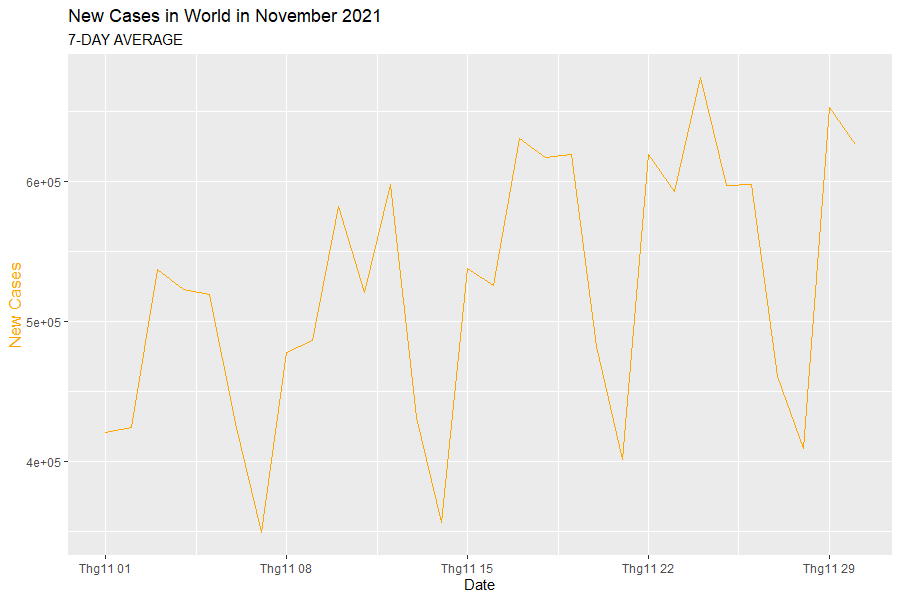 New Cases in World in November 2021
7-DAY AVERAGE
New Cases
6e+05
5e+05
4e+05
Thg11 01
Thg11 08
Thg11 15
Thg11 22
Thg11 29
Date